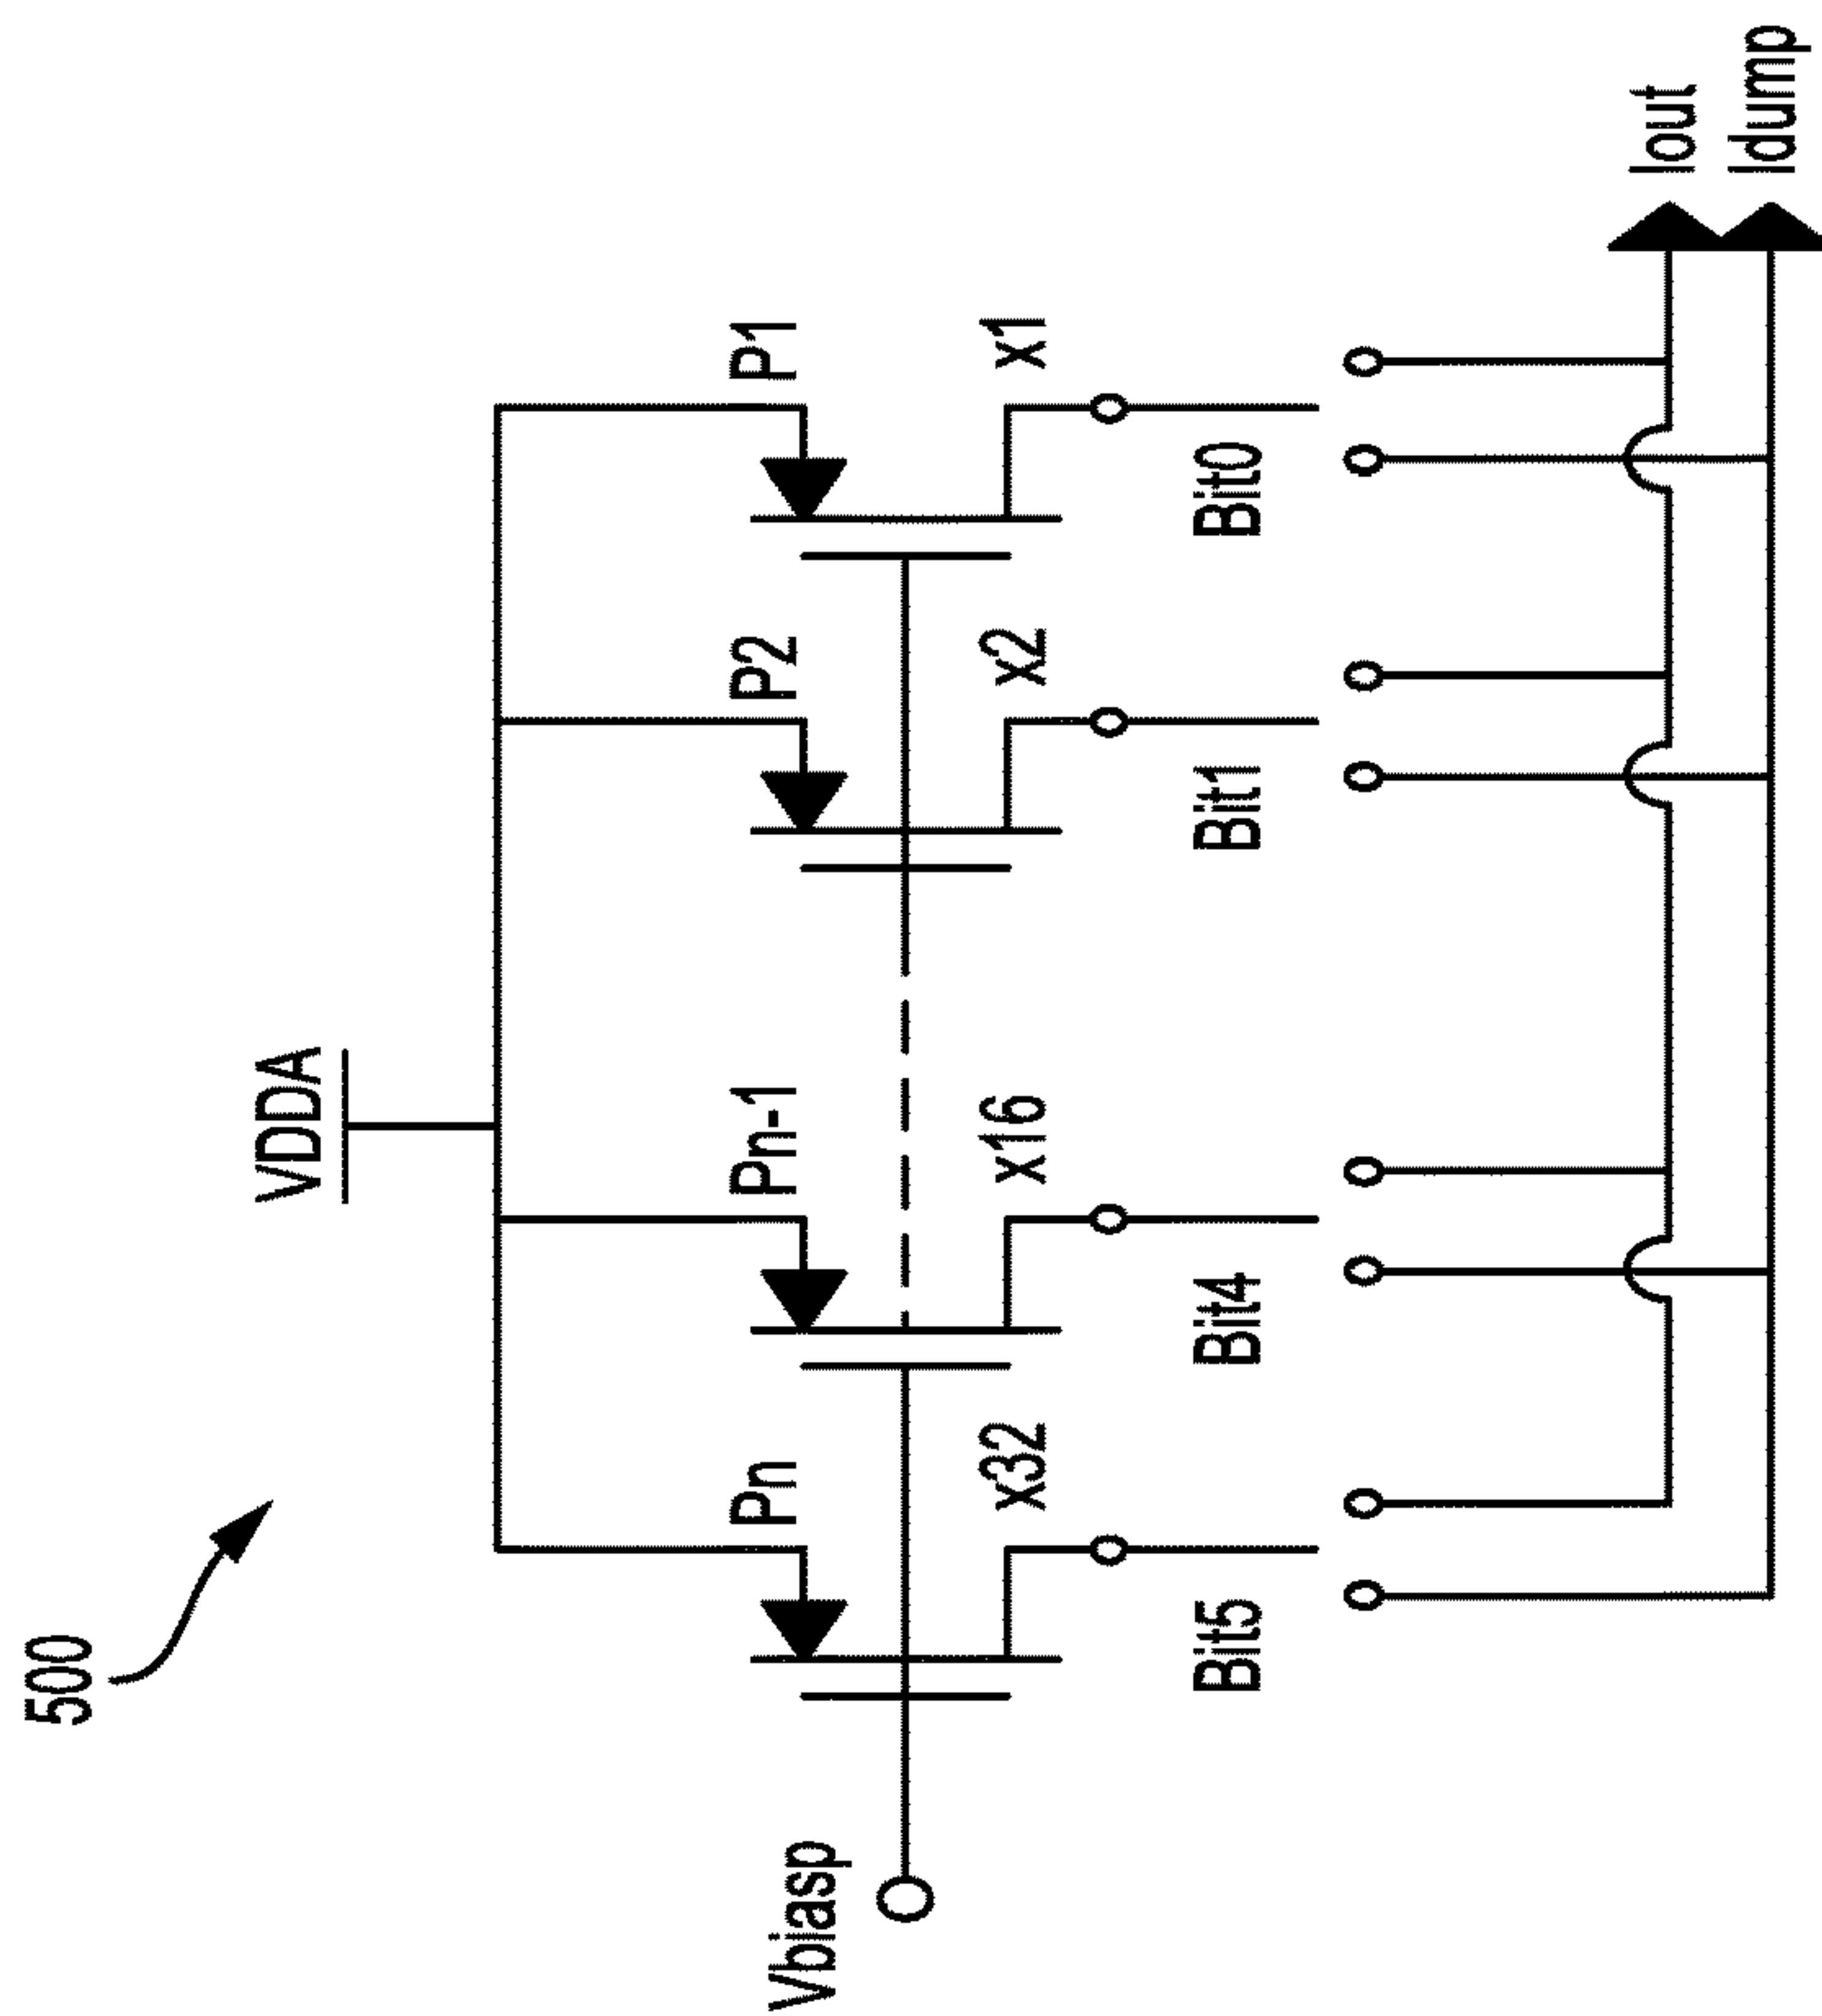 500
VDDA
Pn
Pn-1
P2
P1
Vbiasp
x32
x16
x2
x1
Bit5
Bit4
Bit1
Bit0
Iout
Idump